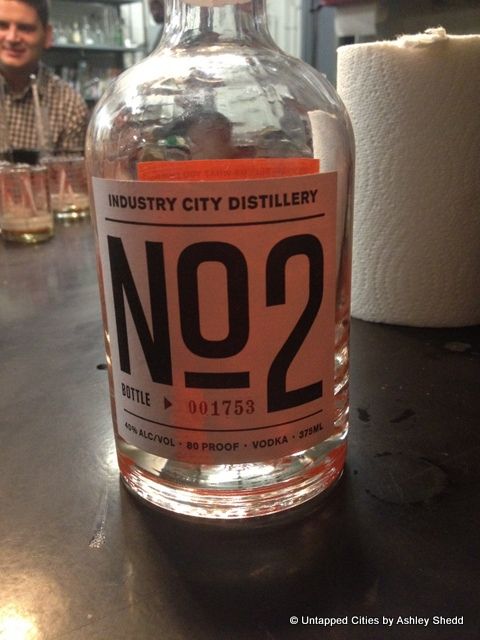 INDUSTRY CITY DISTILLERY
No2
BOTTLE ▶ 001753
40% ALC/VOL · 80 PROOF · VODKA · 375ML
© Untapped Cities by Ashley Shedd